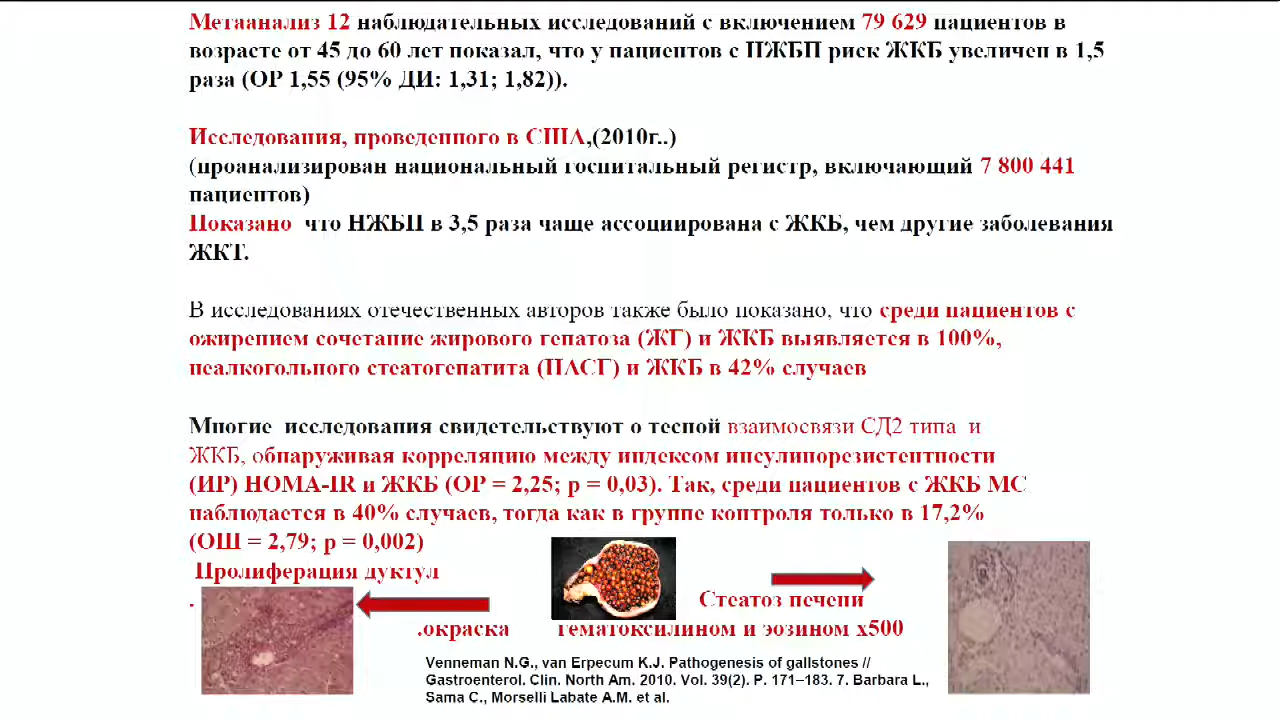 Метаанализ 12 наблюдательных исследований с включением 79 629 пациентов в
возрасте от 45 до 60 лет показал, что у пациентов с НЖБП риск ЖКБ увеличен в 1,5
раза (ОР 1,55 (95% ДИ: 1,31; 1,82)).
Исследования, проведенного в США,(2010г..)
(проанализирован национальный госпитальный регистр, включающий 7 800 441
пациентов)
Показано что НЖБП в 3,5 раза чаще ассоциирована с ЖКБ, чем другие заболевания
ЖКТ.
В исследованиях отечественных авторов также было показано, что среди пациентов с
ожирением сочетание жирового гепатоза (ЖГ) и ЖКБ выявляется в 100%,
неалкогольного стеатогепатита (НАСГ) и ЖКБ в 42% случаев
Многие исследования свидетельствуют о тесной взаимосвязи СД2 типа и
ЖКБ, обнаруживая корреляцию между индексом инсулинорезистентности
(ИР) HOMA-IR и ЖКБ (ОР = 2,25; р = 0,03). Так, среди пациентов с ЖКБ МС
наблюдается в 40% случаев, тогда как в группе контроля только в 17,2%
(ОШ = 2,79; р = 0,002)
Пролиферация дуктул
. Стеатоз печени
.окраска гематоксилином и эозином х500
Venneman N.G., van Erpecum K.J. Pathogenesis of gallstones //
Gastroenterol. Clin. North Am. 2010. Vol. 39(2). P. 171–183. 7. Barbara L.,
Sama C., Morselli Labate A.M. et al.